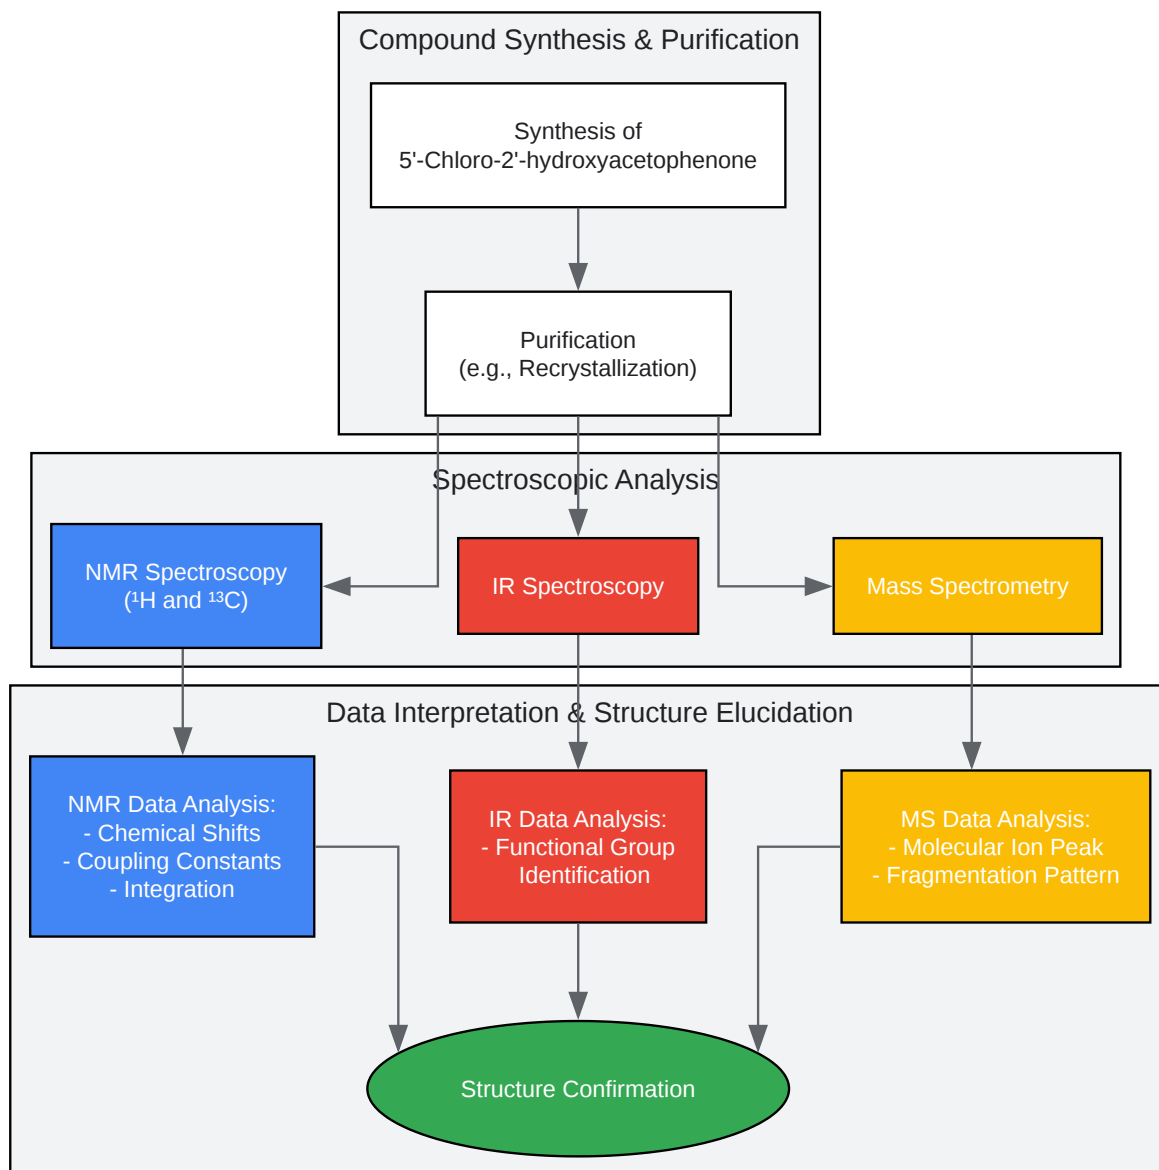 Compound Synthesis & Purification
Synthesis of
5'-Chloro-2'-hydroxyacetophenone
Purification
(e.g., Recrystallization)
Spectroscopic Analysis
NMR Spectroscopy
(¹H and ¹³C)
IR Spectroscopy
Mass Spectrometry
Data Interpretation & Structure Elucidation
NMR Data Analysis:
- Chemical Shifts
- Coupling Constants
- Integration
IR Data Analysis:
- Functional Group
Identification
MS Data Analysis:
- Molecular Ion Peak
- Fragmentation Pattern
Structure Confirmation